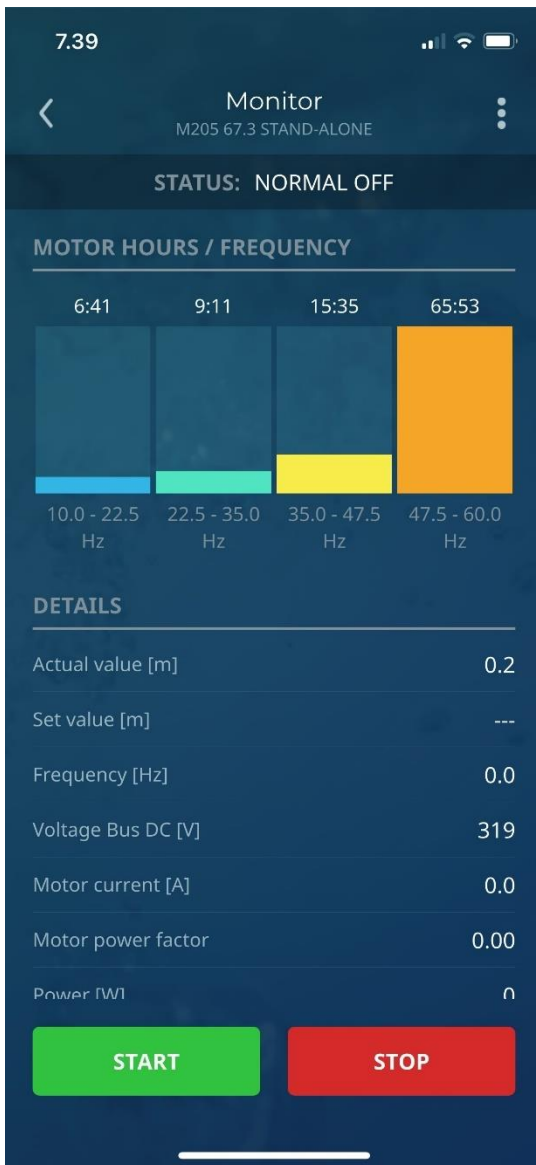 7.39
Monitor
M205 67.3 STAND-ALONE
STATUS: NORMAL OFF
MOTOR HOURS / FREQUENCY
6:41 9:11 15:35 65:53
10.0 - 22.5 22.5 - 35.0 35.0 - 47.5 47.5 - 60.0
Hz Hz Hz Hz
DETAILS
Actual value [m] 0.2
Set value [m] ---
Frequency [Hz] 0.0
Voltage Bus DC [V] 319
Motor current [A] 0.0
Motor power factor 0.00
Power [W] 0
START STOP